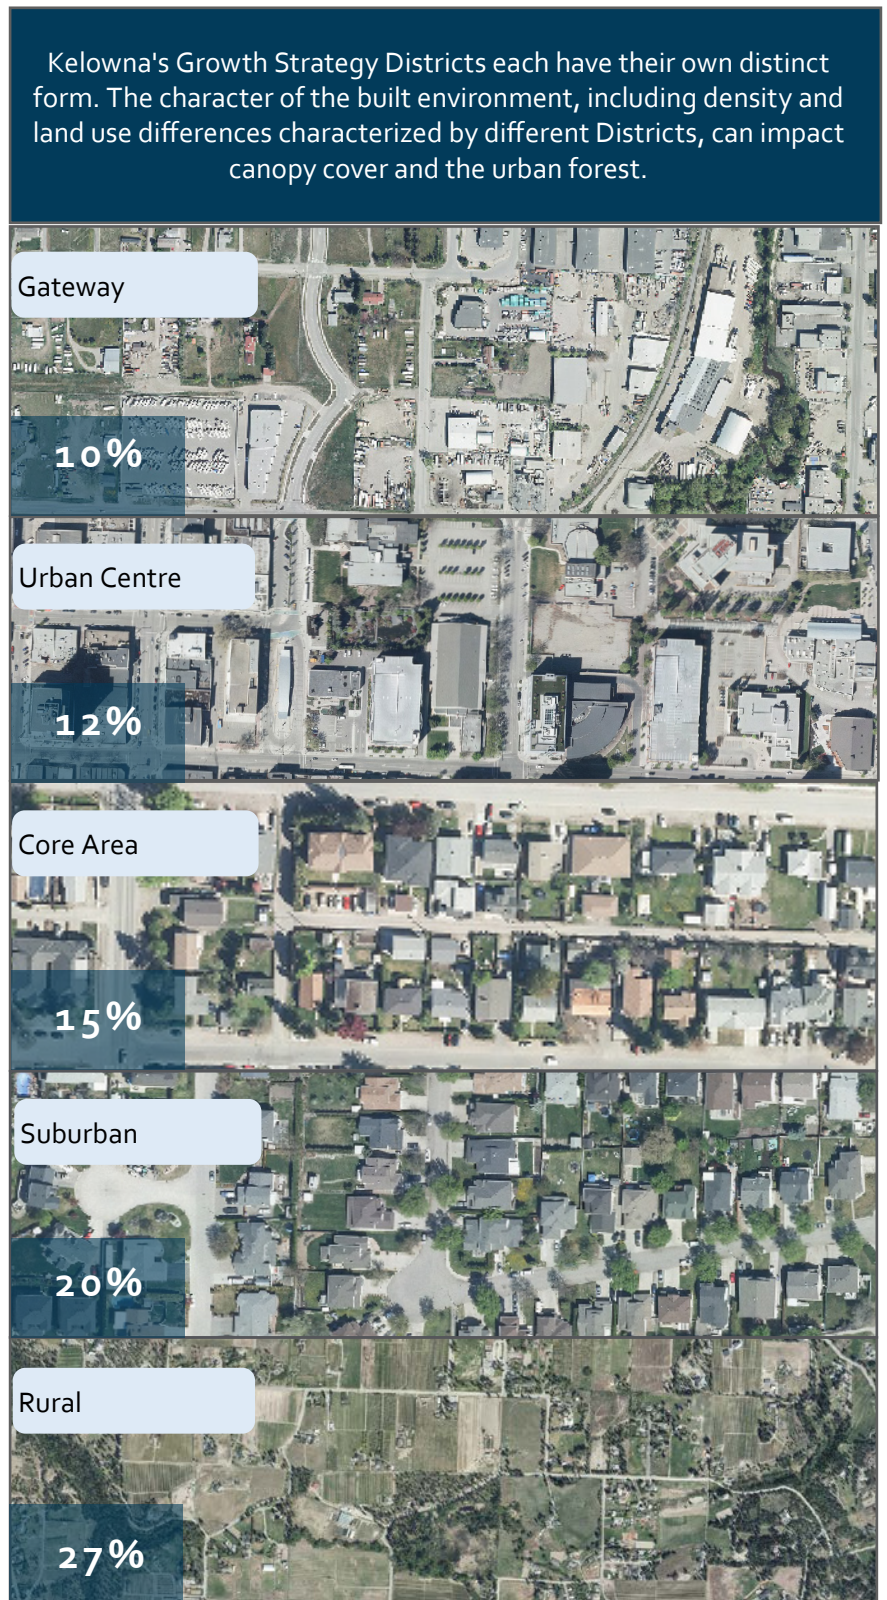 Kelowna's Growth Strategy Districts each have their own distinct
form. The character of the built environment, including density and
land use differences characterized by different Districts, can impact
canopy cover and the urban forest.
Gateway
10%
Urban Centre
12%
Core Area
15%
Suburban
20%
Rural
27%